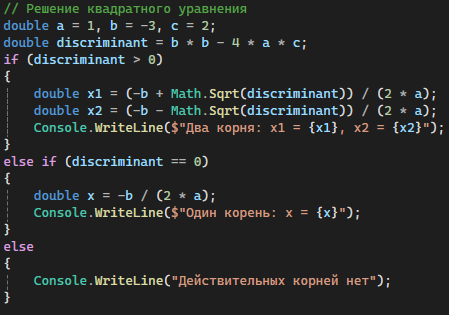 // Решение квадратного уравнения
double a = 1, b = -3, c = 2;
double discriminant = b * b - 4 * a * c;
if (discriminant > 0)
{
    double x1 = (-b + Math.Sqrt(discriminant)) / (2 * a);
    double x2 = (-b - Math.Sqrt(discriminant)) / (2 * a);
    Console.WriteLine($"Два корня: x1 = {x1}, x2 = {x2}");
}
else if (discriminant == 0)
{
    double x = -b / (2 * a);
    Console.WriteLine($"Один корень: x = {x}");
}
else
{
    Console.WriteLine("Действительных корней нет");
}